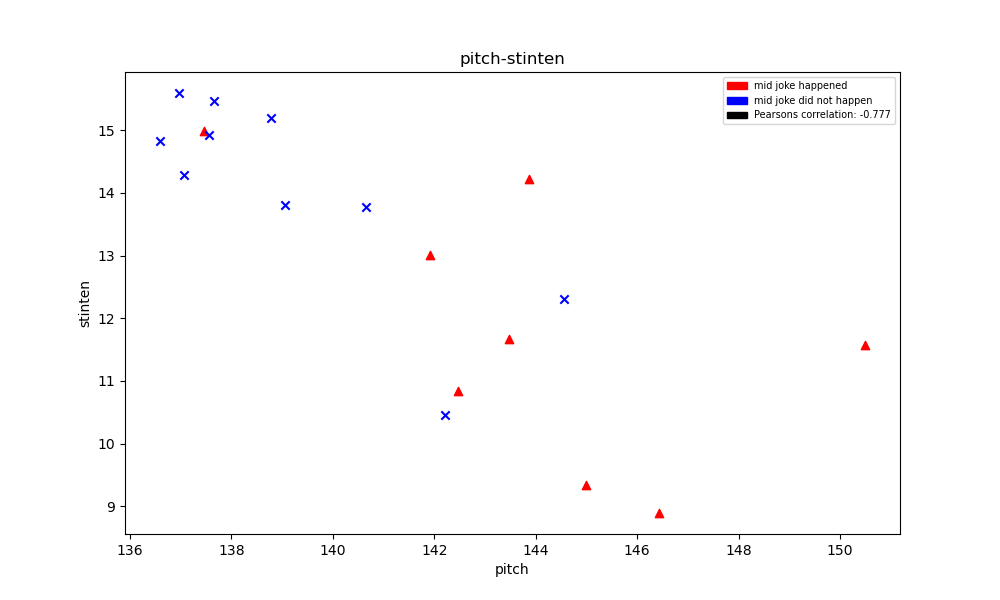 pitch-stinten
mid joke happened
mid joke did not happen
Pearsons correlation: -0.777
stinten
15
14
13
12
11
10
9
136 138 140 142 144 146 148 150
pitch